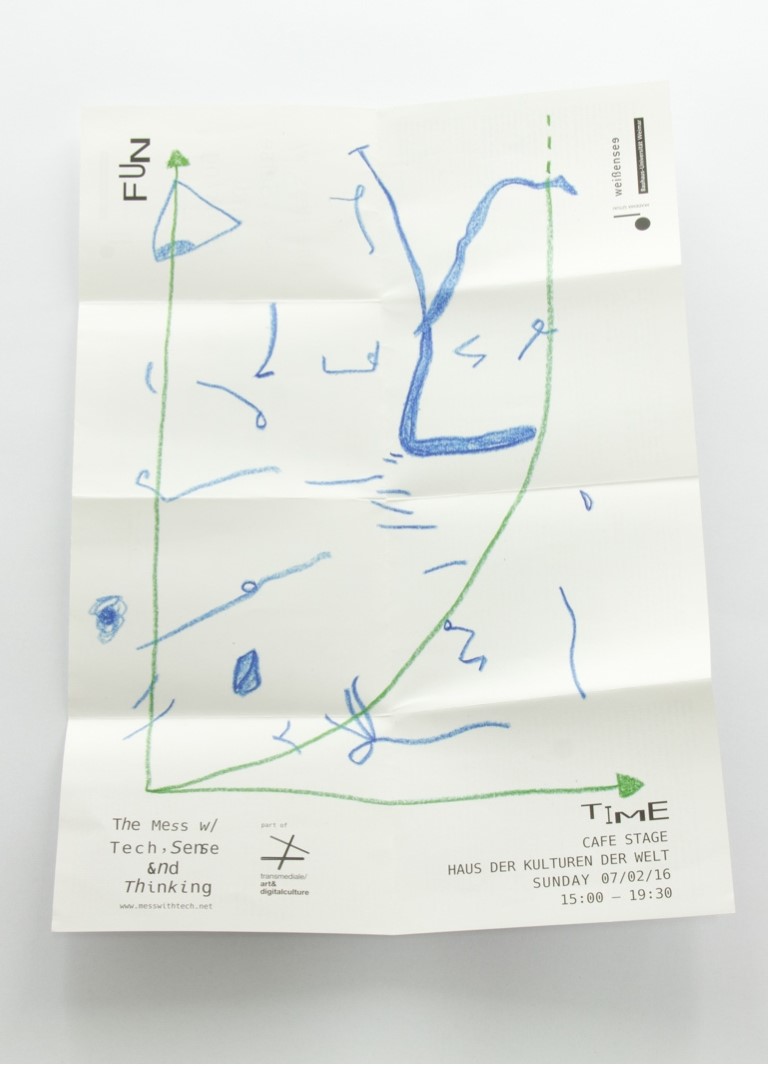 FUN
weißensee
Bauhaus-Universität Weimar
TIME
The Mess w/
Tech, Sense
&nd
Thinking
www.messwithtech.net
part of
transmediale/
art&
digitalculture
CAFE STAGE
HAUS DER KULTUREN DER WELT
SUNDAY 07/02/16
15:00 – 19:30